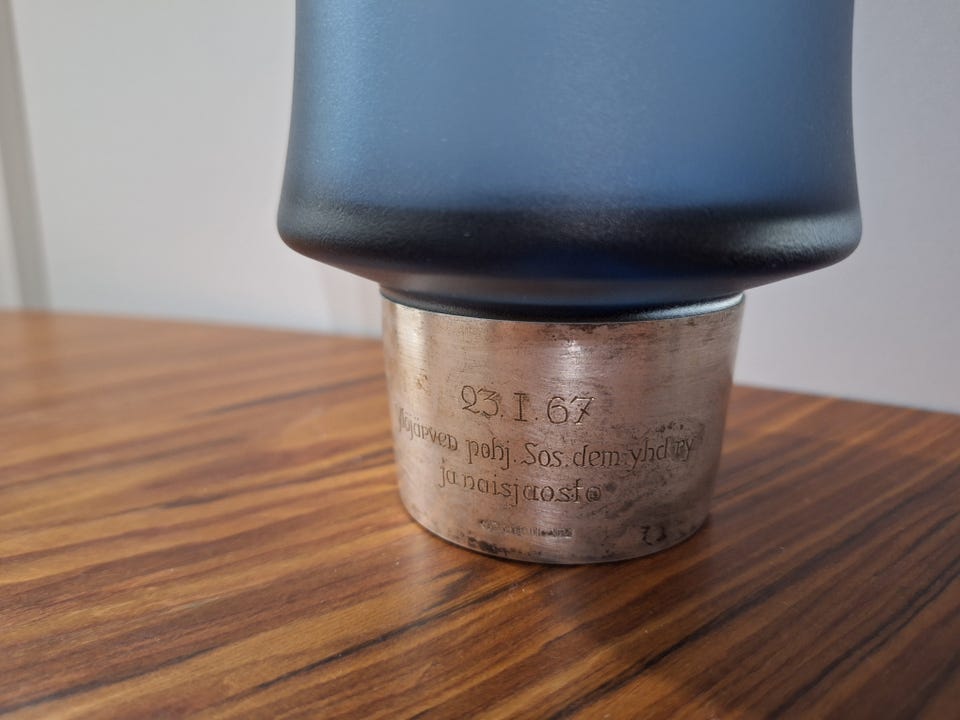 23.I.67
pohj. Sos.dem.yhd ry
ja naisjaosto